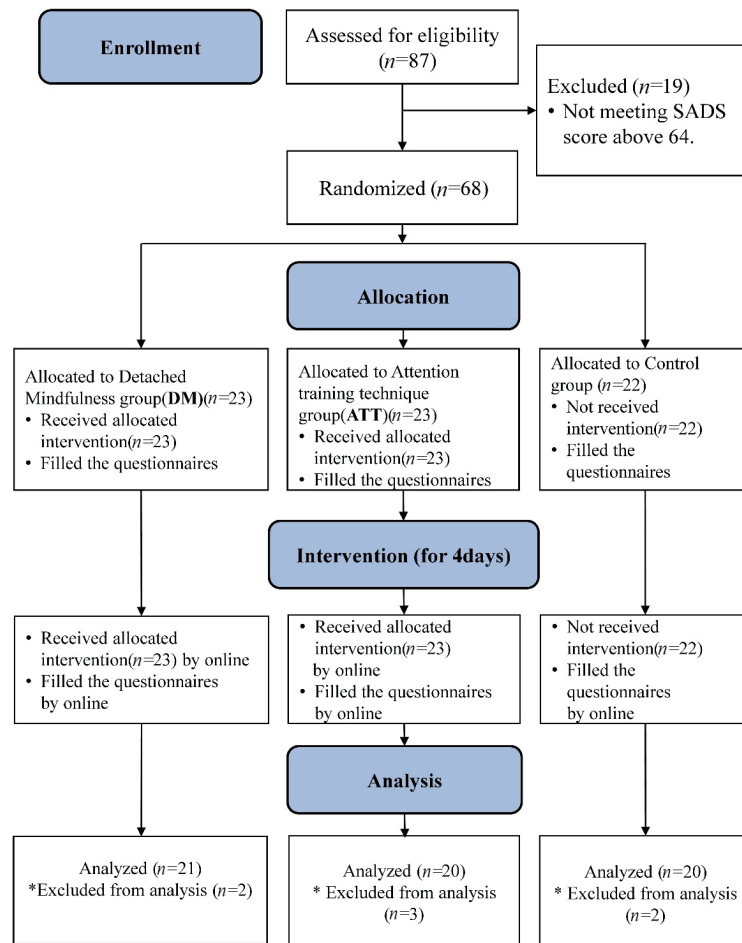 Enrollment
Assessed for eligibility
(n=87)
Excluded (n=19)
• Not meeting SADS
score above 64.
Randomized (n=68)
Allocation
Allocated to Detached
Mindfulness group(DM)(n=23)
• Received allocated
intervention(n=23)
• Filled the questionnaires
Allocated to Attention
training technique
group(ATT)(n=23)
• Received allocated
intervention(n=23)
• Filled the questionnaires
Allocated to Control
group (n=22)
• Not received
intervention(n=22)
• Filled the
questionnaires
Intervention (for 4days)
• Received allocated
intervention(n=23) by online
• Filled the questionnaires
by online
• Received allocated
intervention(n=23)
by online
• Filled the questionnaires
by online
• Not received
intervention(n=22)
• Filled the
questionnaires
by online
Analysis
Analyzed (n=21)
*Excluded from analysis (n=2)
Analyzed (n=20)
* Excluded from analysis
(n=3)
Analyzed (n=20)
* Excluded from analysis
(n=2)